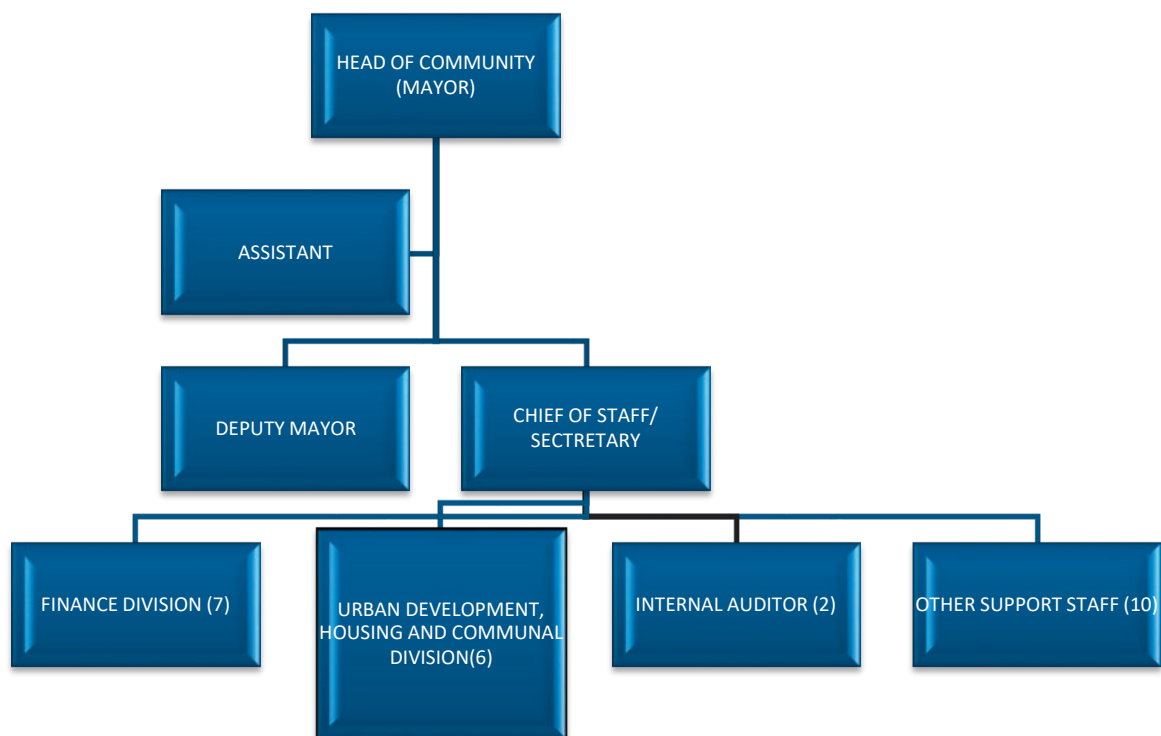 HEAD OF COMMUNITY
(MAYOR)
ASSISTANT
DEPUTY MAYOR
CHIEF OF STAFF/
SECTRETARY
FINANCE DIVISION (7)
URBAN DEVELOPMENT,
HOUSING AND COMMUNAL
DIVISION(6)
INTERNAL AUDITOR (2)
OTHER SUPPORT STAFF (10)